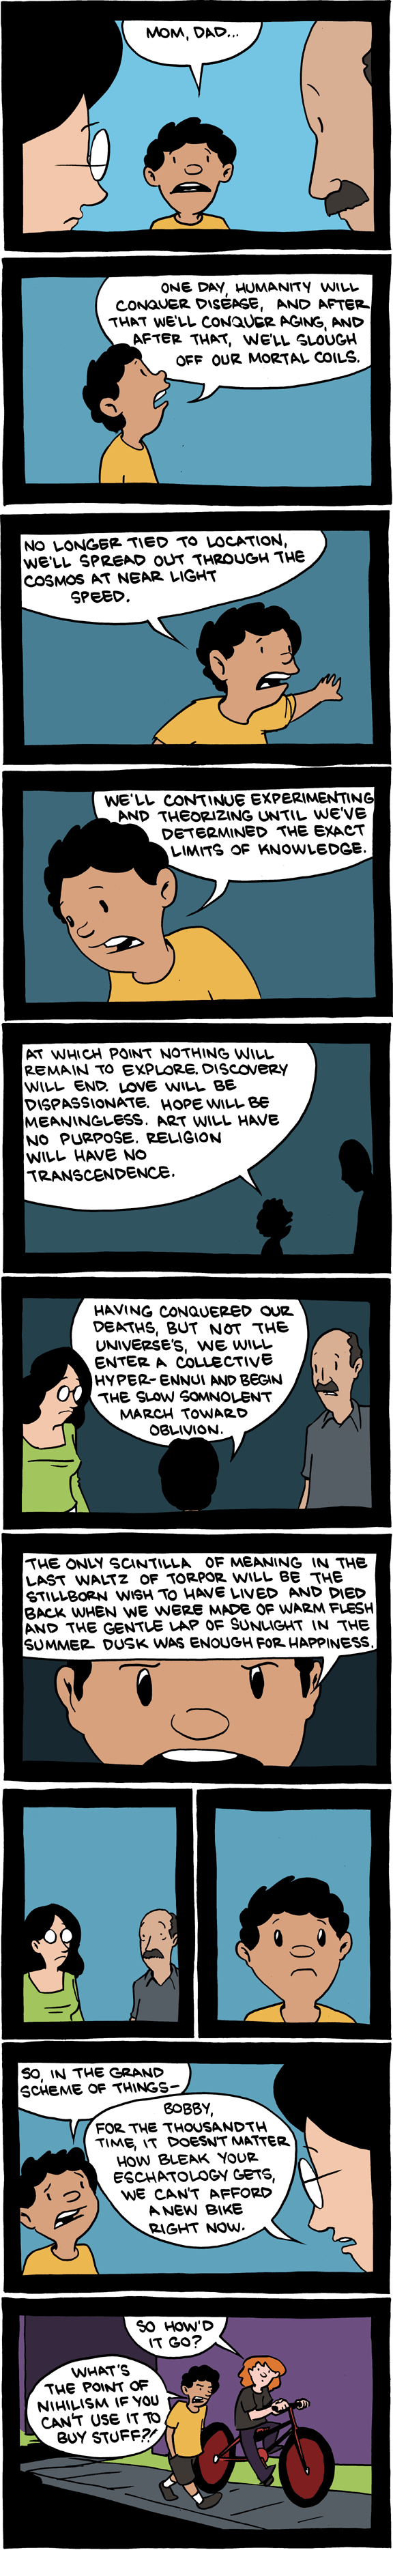 MOM, DAD...
ONE DAY, HUMANITY WILL
CONQUER DISEASE, AND AFTER
THAT WE'LL CONQUER AGING, AND
AFTER THAT, WE'LL SLOUGH
OFF OUR MORTAL COILS.
NO LONGER TIED TO LOCATION,
WE'LL SPREAD OUT THROUGH THE
COSMOS AT NEAR LIGHT
SPEED.
WE'LL CONTINUE EXPERIMENTING
AND THEORIZING UNTIL WE'VE
DETERMINED THE EXACT
LIMITS OF KNOWLEDGE.
AT WHICH POINT NOTHING WILL
REMAIN TO EXPLORE. DISCOVERY
WILL END. LOVE WILL BE
DISPASSIONATE. HOPE WILL BE
MEANINGLESS. ART WILL HAVE
NO PURPOSE. RELIGION
WILL HAVE NO
TRANSCENDENCE.
HAVING CONQUERED OUR
DEATHS, BUT NOT THE
UNIVERSE'S, WE WILL
ENTER A COLLECTIVE
HYPER-ENNUI AND BEGIN
THE SLOW SOMNOLENT
MARCH TOWARD
OBLIVION.
THE ONLY SCINTILLA OF MEANING IN THE
LAST WALTZ OF TORPOR WILL BE THE
STILLBORN WISH TO HAVE LIVED AND DIED
BACK WHEN WE WERE MADE OF WARM FLESH
AND THE GENTLE LAP OF SUNLIGHT IN THE
SUMMER DUSK WAS ENOUGH FOR HAPPINESS.
SO, IN THE GRAND
SCHEME OF THINGS—
BOBBY,
FOR THE THOUSANDTH
TIME, IT DOESN'T MATTER
HOW BLEAK YOUR
ESCHATOLOGY GETS,
WE CAN'T AFFORD
A NEW BIKE
RIGHT NOW.
SO HOW'D
IT GO?
WHAT'S
THE POINT OF
NIHILISM IF YOU
CAN'T USE IT TO
BUY STUFF?!